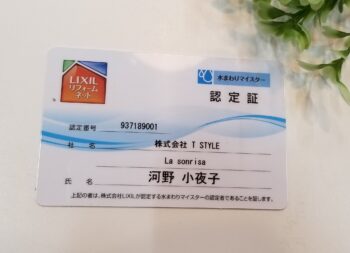 LIXIL
リフォーム
ネット
水まわりマイスター
認定証
認定番号 937189001
社名 株式会社 T STYLE
La sonrisa
氏名 河野 小夜子
上記の者は、株式会社LIXILが認定する水まわりマイスターの認定者であることを証します。